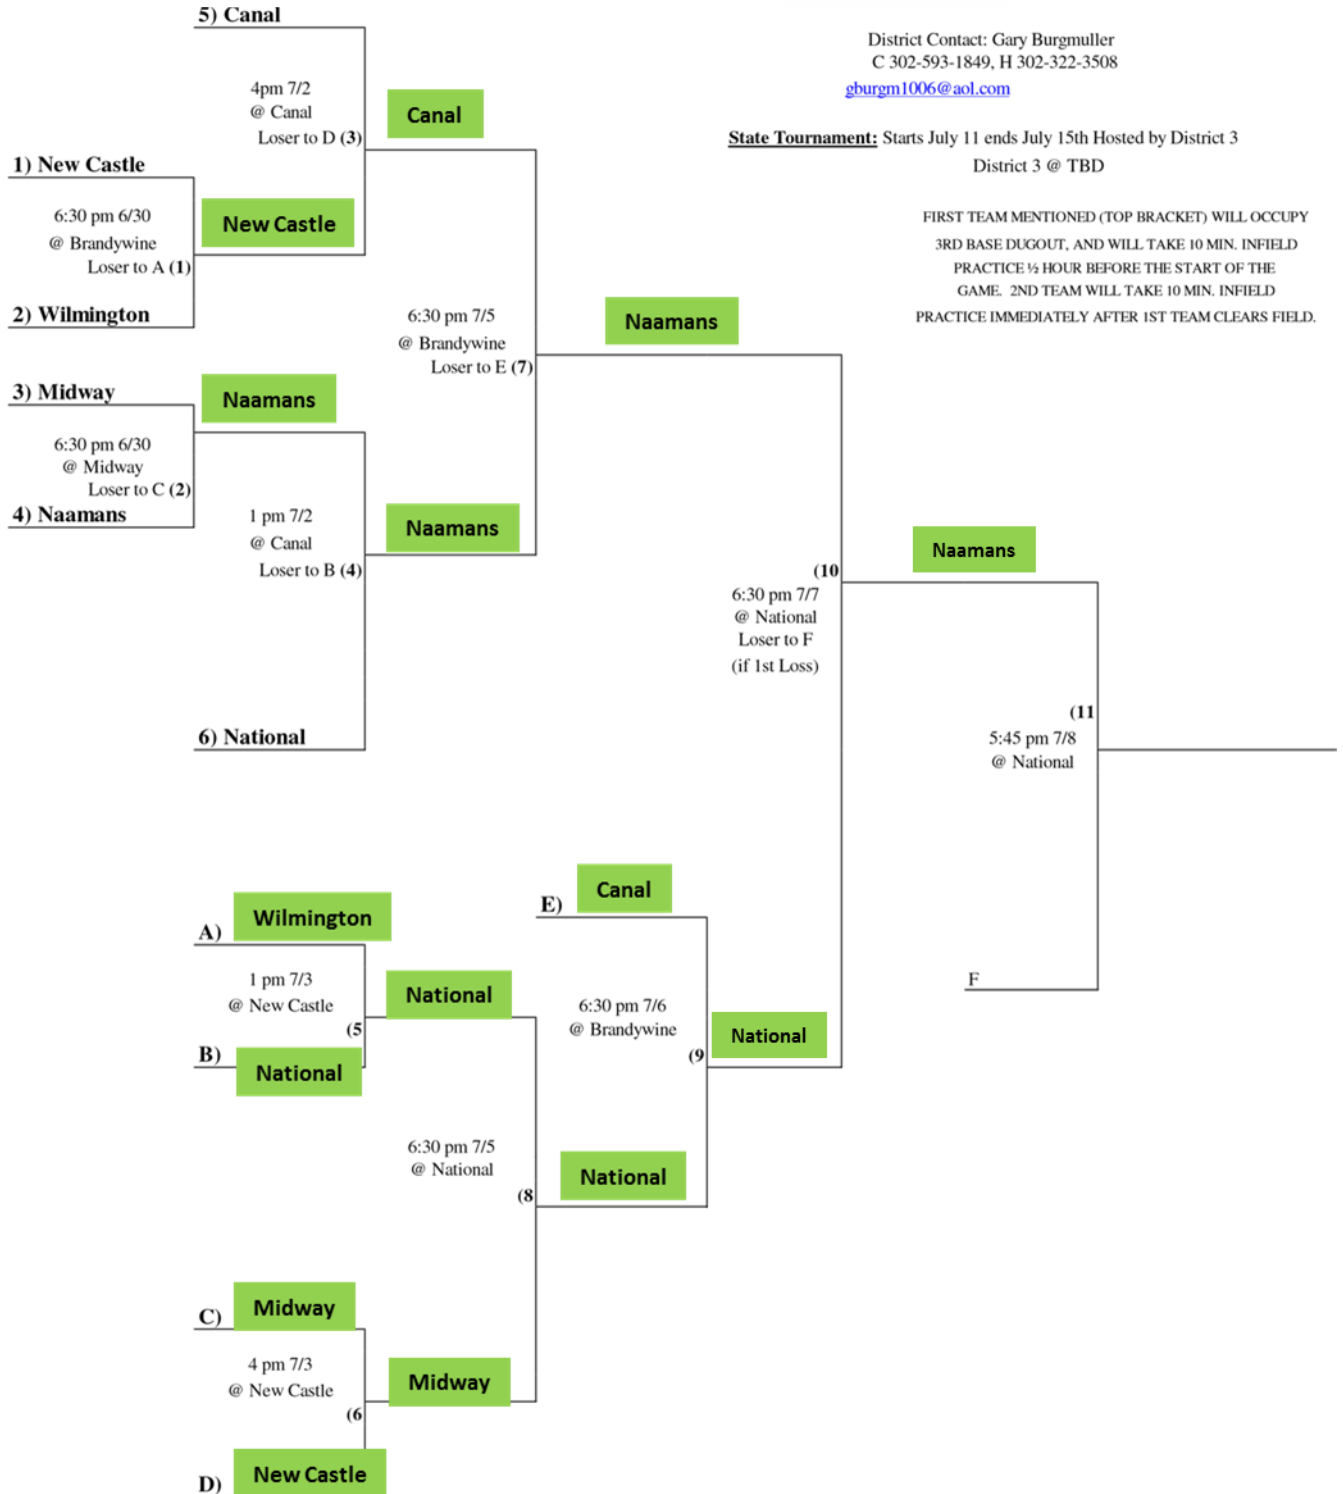 5) Canal
District Contact: Gary Burgmuller
C 302-593-1849, H 302-322-3508
gburgm1006@aol.com
4pm 7/2
@ Canal
Loser to D (3)
Canal
State Tournament: Starts July 11 ends July 15th Hosted by District 3
District 3 @ TBD
1) New Castle
6:30 pm 6/30
@ Brandywine
Loser to A (1)
New Castle
2) Wilmington
FIRST TEAM MENTIONED (TOP BRACKET) WILL OCCUPY
3RD BASE DUGOUT, AND WILL TAKE 10 MIN. INFIELD
PRACTICE ½ HOUR BEFORE THE START OF THE
GAME. 2ND TEAM WILL TAKE 10 MIN. INFIELD
PRACTICE IMMEDIATELY AFTER 1ST TEAM CLEARS FIELD.
6:30 pm 7/5
@ Brandywine
Loser to E (7)
Naamans
3) Midway
Naamans
6:30 pm 6/30
@ Midway
Loser to C (2)
4) Naamans
1 pm 7/2
@ Canal
Loser to B (4)
Naamans
6) National
(10
6:30 pm 7/7
@ National
Loser to F
(if 1st Loss)
Naamans
(11
5:45 pm 7/8
@ National
F
A)
Wilmington
1 pm 7/3
@ New Castle
(5
B)
National
National
E)
Canal
6:30 pm 7/6
@ Brandywine
(9
National
6:30 pm 7/5
@ National
(8
National
C)
Midway
4 pm 7/3
@ New Castle
(6
Midway
D)
New Castle